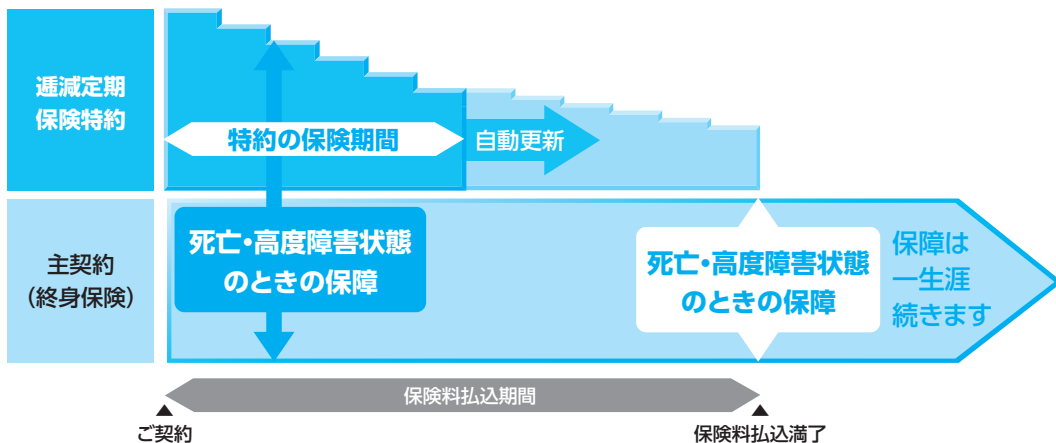 逓減定期
保険特約
特約の保険期間
自動更新
主契約
（終身保険）
死亡・高度障害状態
のときの保障
死亡・高度障害状態
のときの保障
保障は
一生涯
続きます
保険料払込期間
ご契約
保険料払込満了